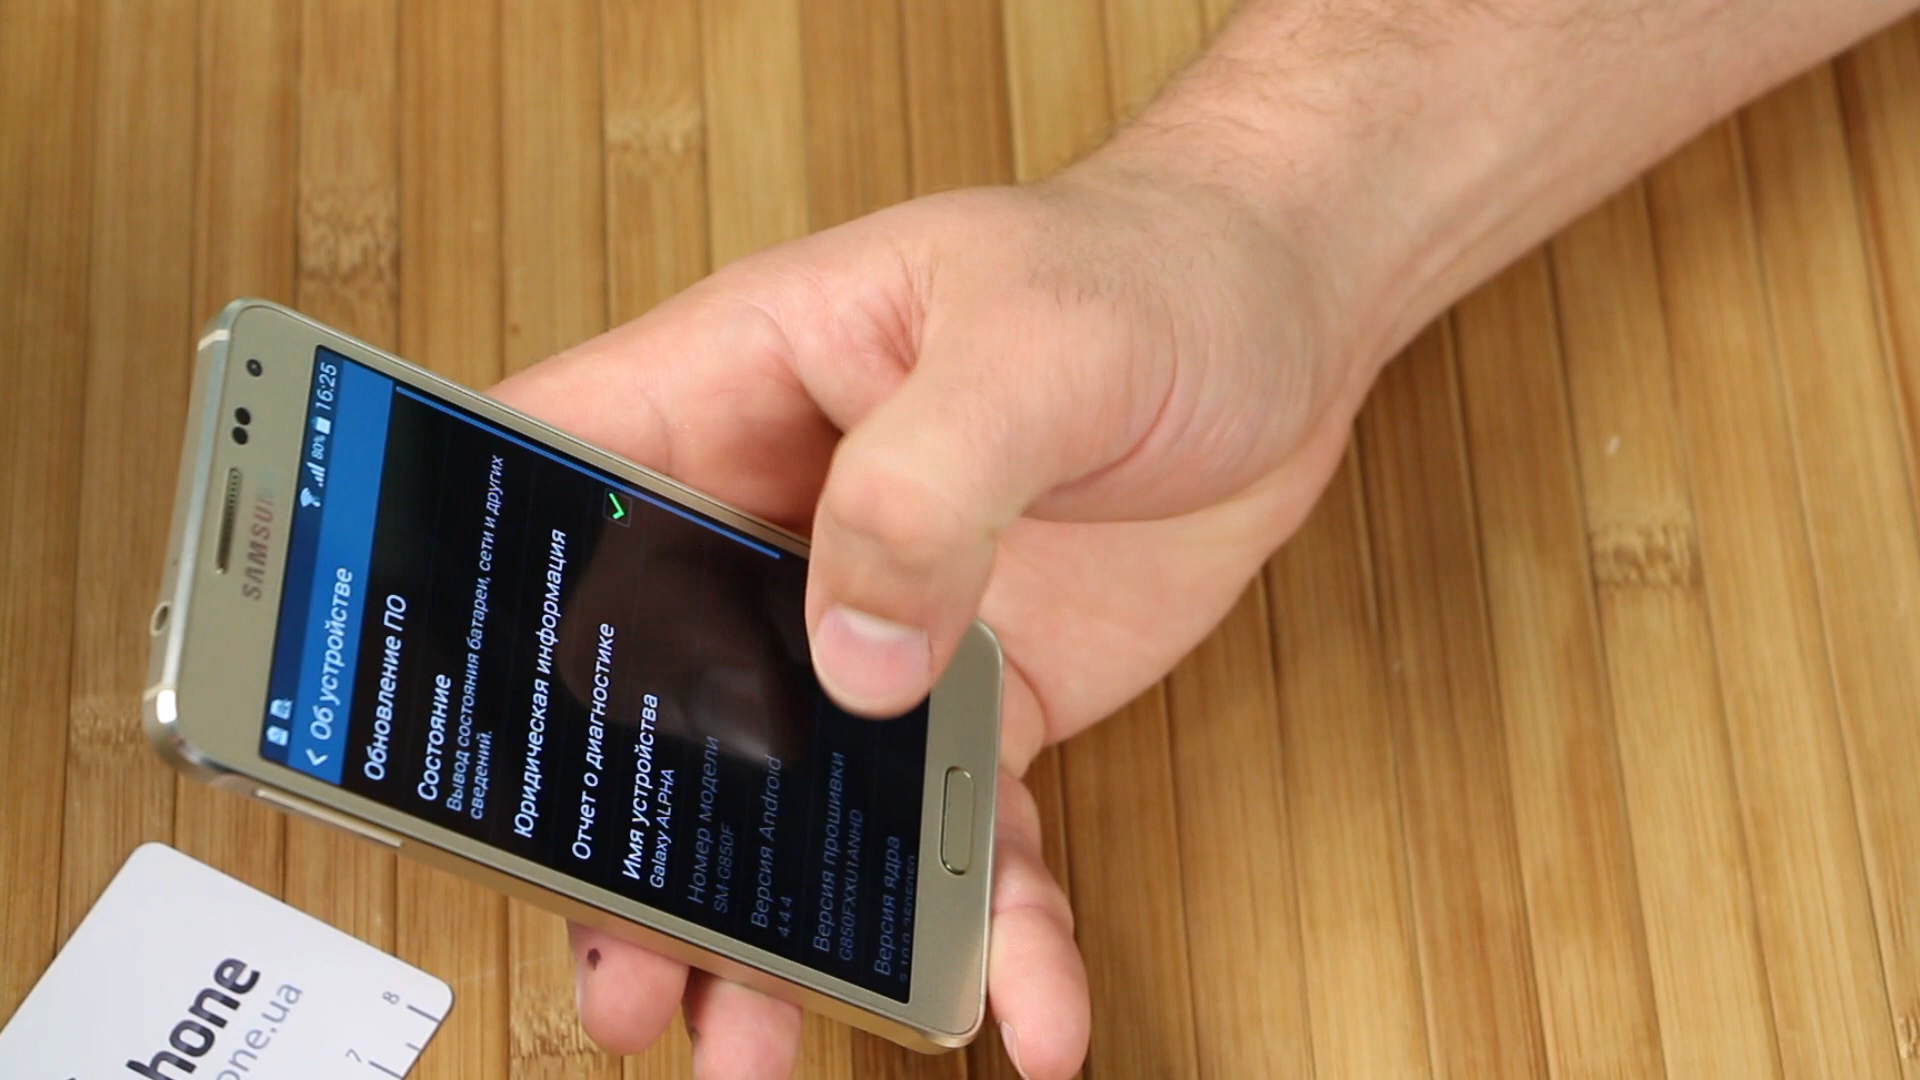 SAMSUNG
80% 16:25
Об устройстве
Обновление ПО
Состояние
Вывод состояния батареи, сети и других
сведений.
Юридическая информация
Отчет о диагностике
Имя устройства
Galaxy ALPHA
Номер модели
SM-G850F
Версия Android
4.4.4
Версия прошивки
G850FXXU1ANHD
Версия ядра
hone
one.ua
7 8